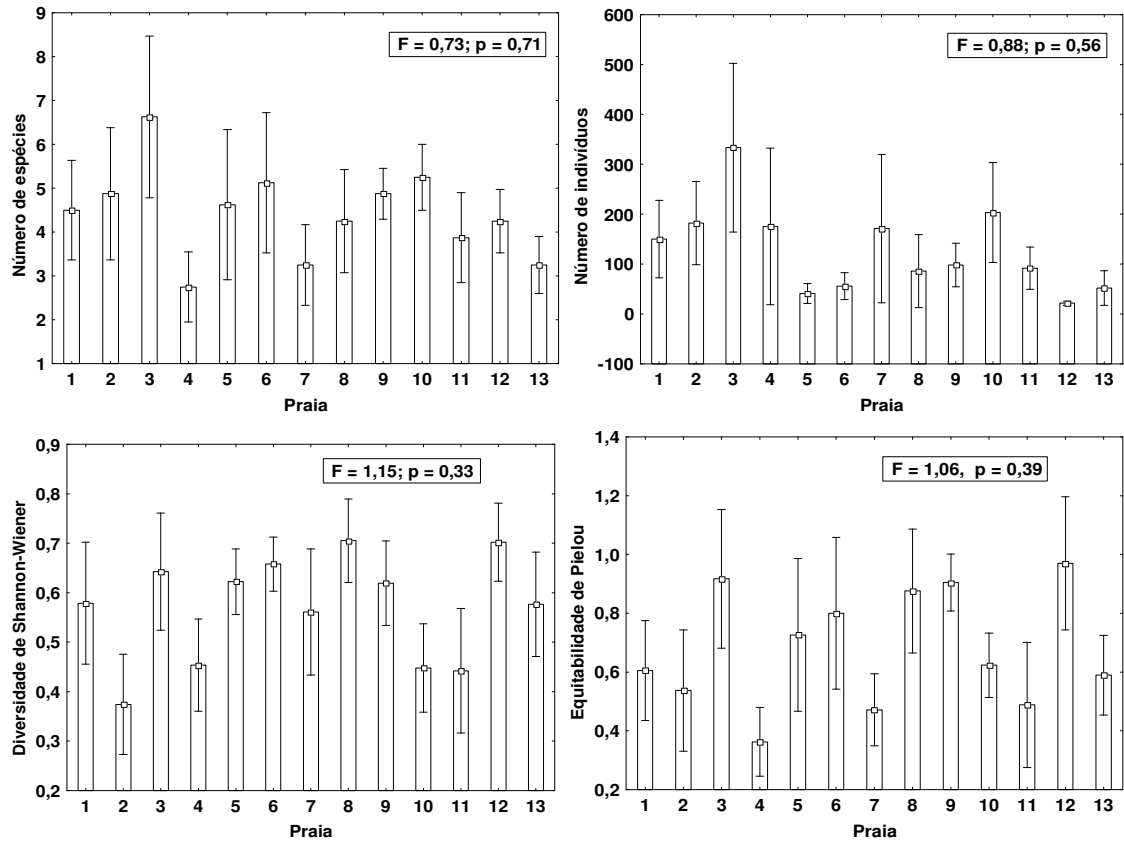 F = 0,73; p = 0,71
Número de espécies
9
8
7
6
5
4
3
2
1
1 2 3 4 5 6 7 8 9 10 11 12 13
Praia
F = 0,88; p = 0,56
Número de indivíduos
600
500
400
300
200
100
0
-100
1 2 3 4 5 6 7 8 9 10 11 12 13
Praia
F = 1,15; p = 0,33
Diversidade de Shannon-Wiener
0,9
0,8
0,7
0,6
0,5
0,4
0,3
0,2
1 2 3 4 5 6 7 8 9 10 11 12 13
Praia
F = 1,06, p = 0,39
Equitabilidade de Pielou
1,4
1,2
1,0
0,8
0,6
0,4
0,2
1 2 3 4 5 6 7 8 9 10 11 12 13
Praia